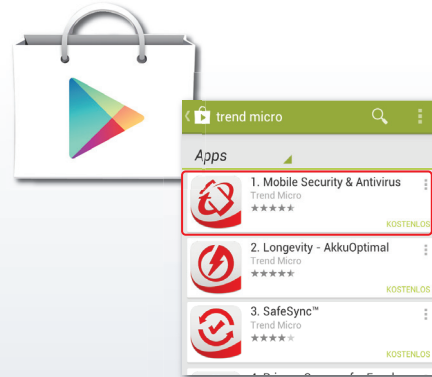 trend micro
Apps
1. Mobile Security & Antivirus
Trend Micro
KOSTENLOS
2. Longevity - AkkuOptimal
Trend Micro
KOSTENLOS
3. SafeSync™
Trend Micro
KOSTENLOS